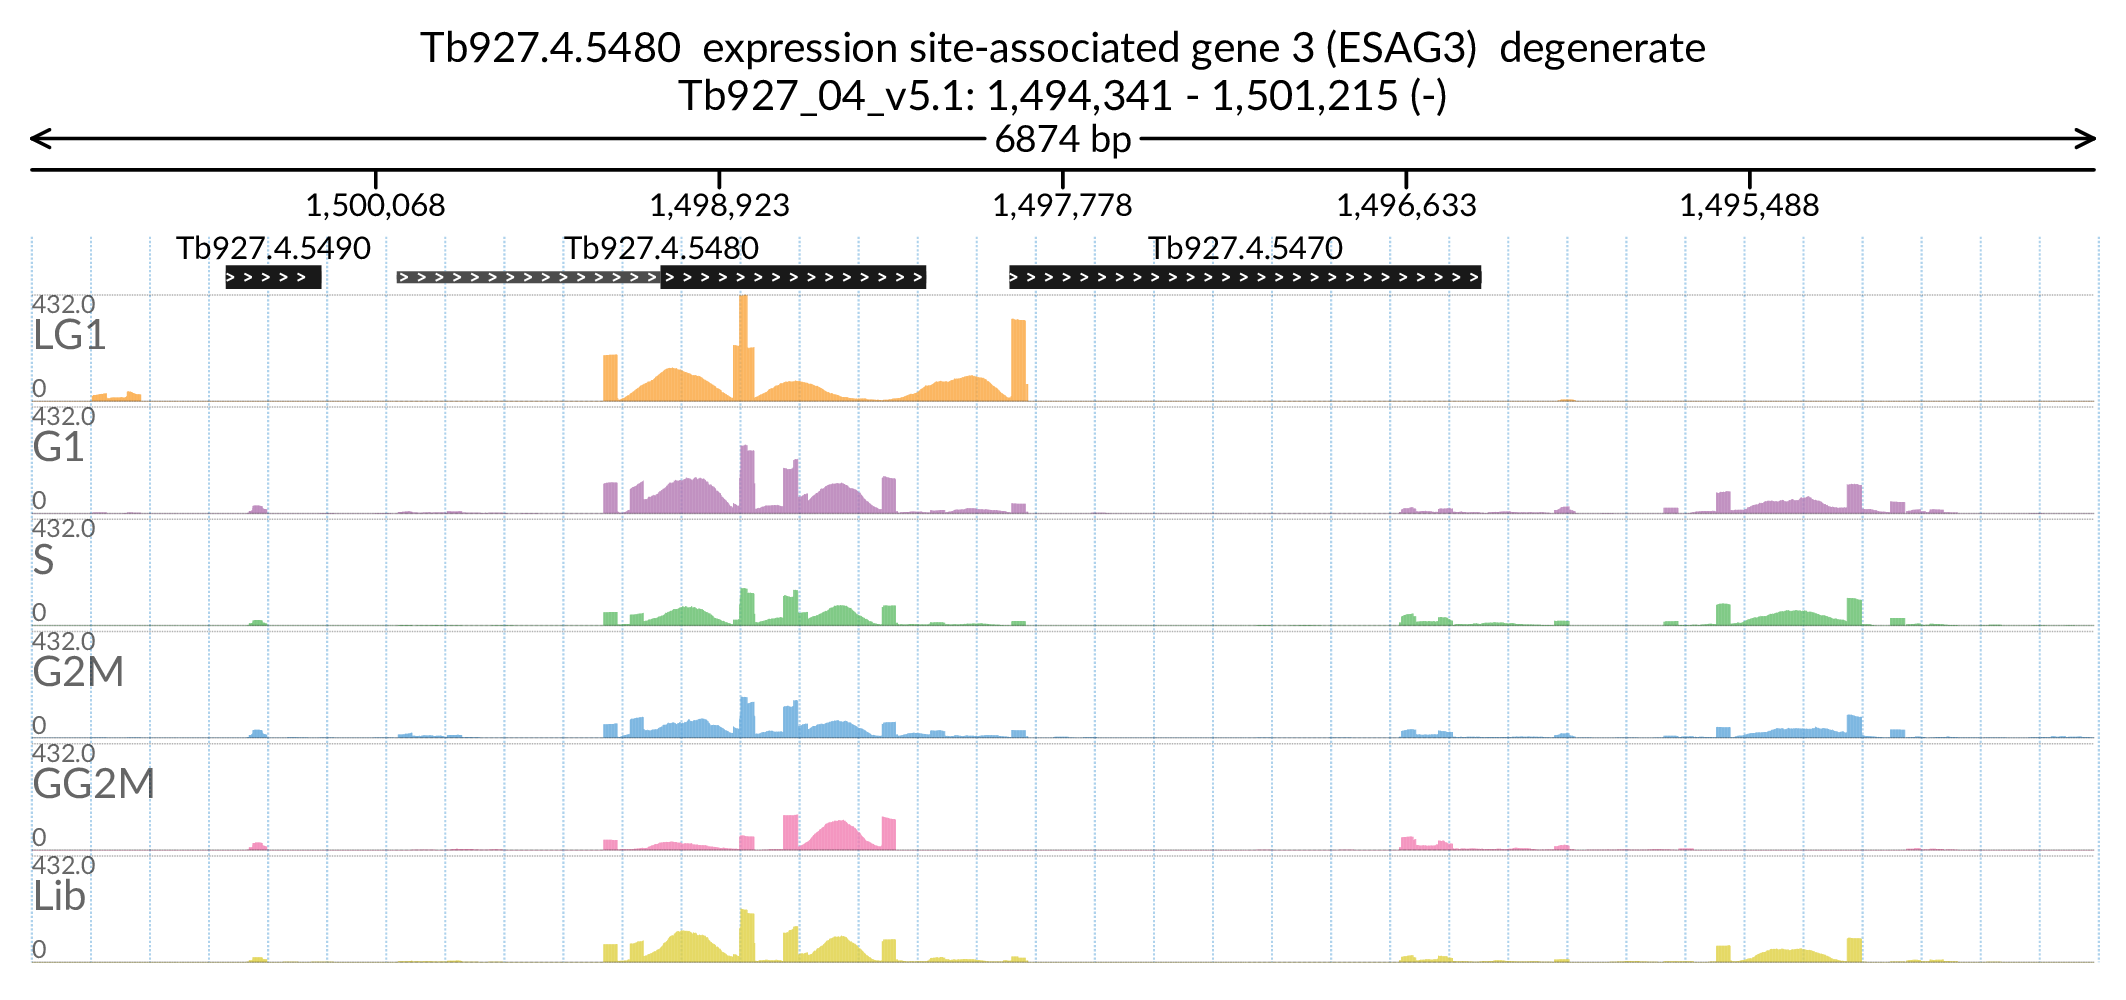 Tb927.4.5480 expression site-associated gene 3 (ESAG3) degenerate
Tb927_04_v5.1: 1,494,341 - 1,501,215 (-)
6874 bp
1,500,068 1,498,923 1,497,778 1,496,633 1,495,488
Tb927.4.5490 Tb927.4.5480 Tb927.4.5470
432.0
LG1
0
432.0
G1
0
432.0
S
0
432.0
G2M
0
432.0
GG2M
0
432.0
Lib
0